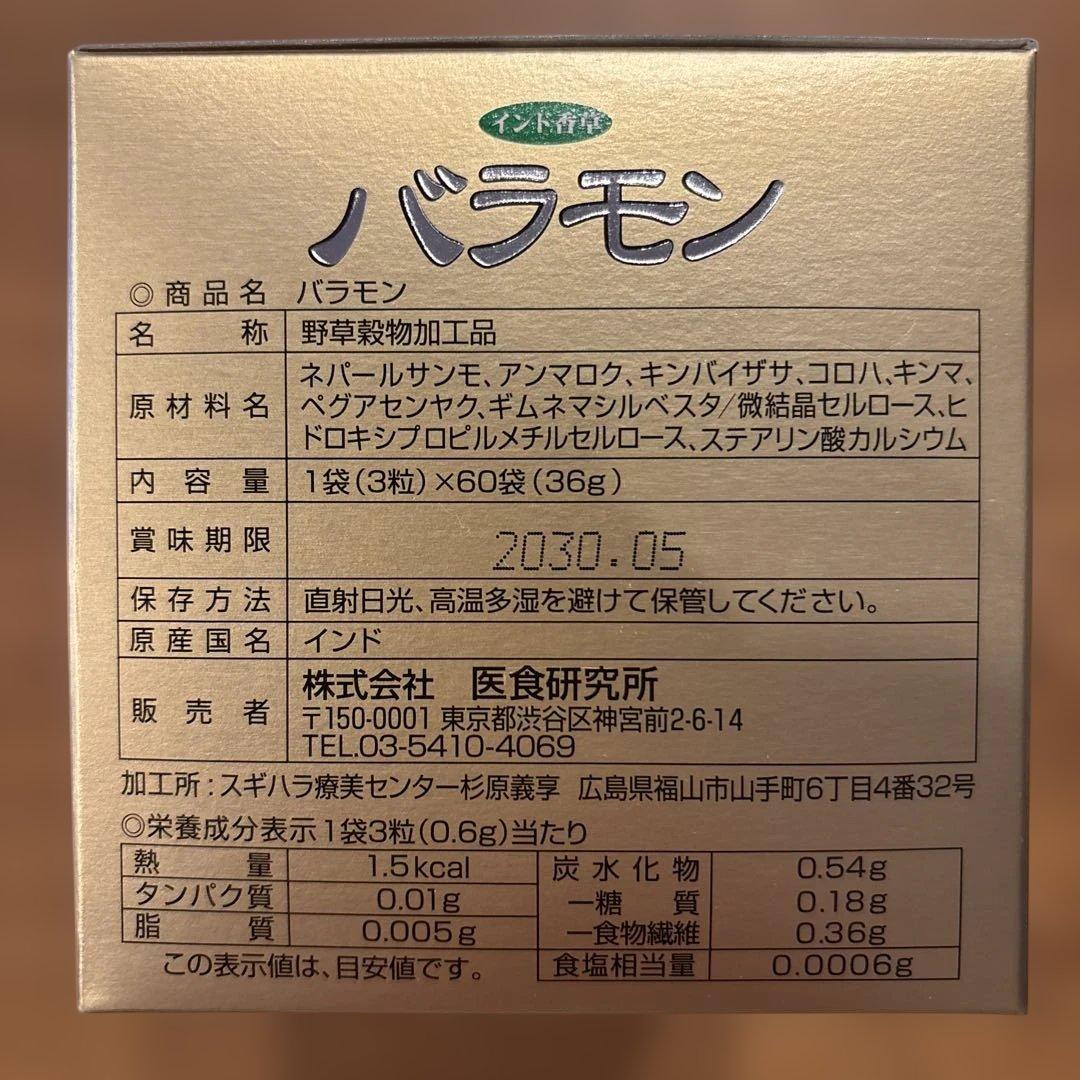 インド香草
バラモン
◎商品名 バラモン
名称 野草穀物加工品
原材料名 ネパールサンモ、アンマロク、キンバイザサ、コロハ、キンマ、
ペグアセンヤク、ギムネマシルベスタ/微結晶セルロース、ヒ
ドロキシプロピルメチルセルロース、ステアリン酸カルシウム
内容量 1袋(3粒)×60袋(36g)
賞味期限 2030.05
保存方法 直射日光、高温多湿を避けて保管してください。
原産国名 インド
販売者 株式会社 医食研究所
〒150-0001 東京都渋谷区神宮前2-6-14
TEL.03-5410-4069
加工所:スギハラ療美センター杉原義享 広島県福山市山手町6丁目4番32号
◎栄養成分表示1袋3粒(0.6g)当たり
熱量 1.5kcal 炭水化物 0.54g
タンパク質 0.01g ー糖質 0.18g
脂質 0.005g ー食物繊維 0.36g
この表示値は、目安値です。 食塩相当量 0.0006g